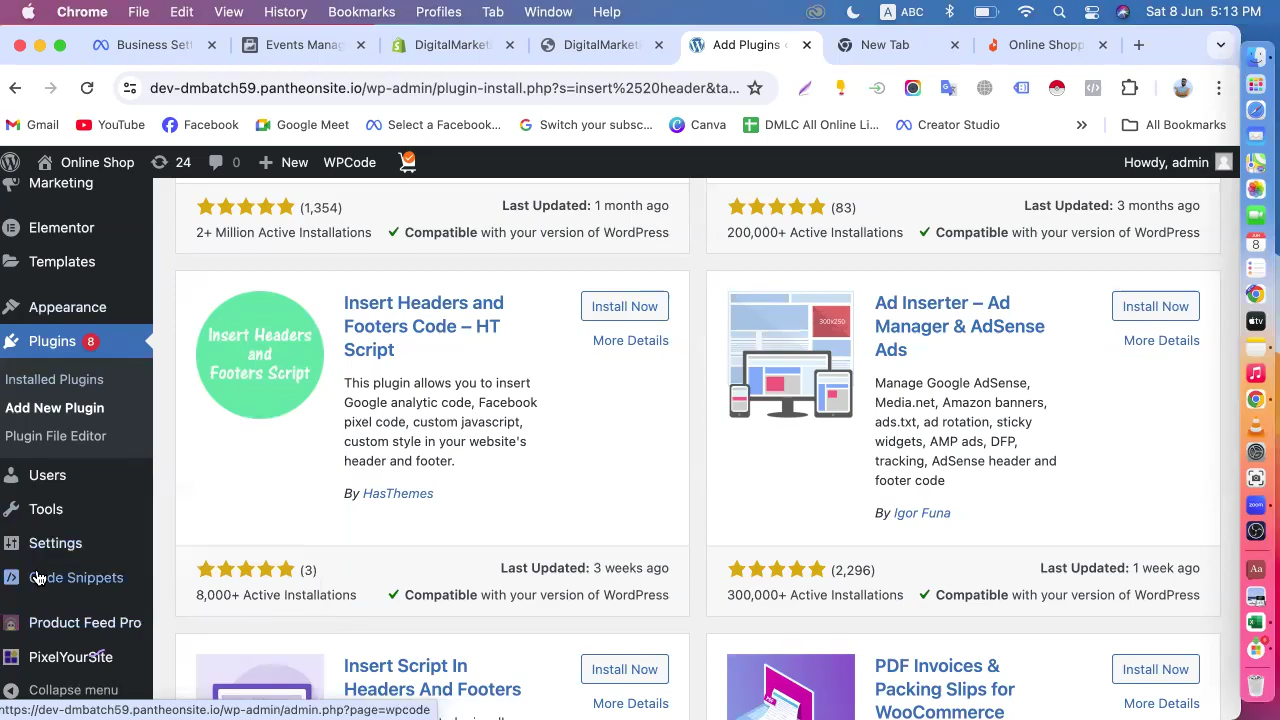 Chrome File Edit View History Bookmarks Profiles Tab Window Help A ABC Sat 8 Jun 5:13 PM
Business Set Events Manag DigitalMarket DigitalMarket Add Plugins New Tab Online Shopp
dev-dmbatch59.pantheonsite.io/wp-admin/plugin-install.php?s=insert%2520header&ta...
Gmail YouTube Facebook Google Meet Select a Facebook... Switch your subsc... Canva DMLC All Online Li... Creator Studio » All Bookmarks
Online Shop 24 0 New WPCode Howdy, admin
Marketing
Elementor
Templates
Appearance
Plugins 8
Installed Plugins
Add New Plugin
Plugin File Editor
Users
Tools
Settings
Code Snippets
Product Feed Pro
PixelYourSite
Collapse menu
(1,354) Last Updated: 1 month ago
2+ Million Active Installations Compatible with your version of WordPress
(83) Last Updated: 3 months ago
200,000+ Active Installations Compatible with your version of WordPress
Insert Headers
and
Footers Script
Insert Headers and
Footers Code – HT
Script
Install Now
More Details
This plugin allows you to insert
Google analytic code, Facebook
pixel code, custom javascript,
custom style in your website's
header and footer.
By HasThemes
(3) Last Updated: 3 weeks ago
8,000+ Active Installations Compatible with your version of WordPress
300x250
Ad Inserter – Ad
Manager & AdSense
Ads
Install Now
More Details
Manage Google AdSense,
Media.net, Amazon banners,
ads.txt, ad rotation, sticky
widgets, AMP ads, DFP,
tracking, AdSense header and
footer code
By Igor Funa
(2,296) Last Updated: 1 week ago
300,000+ Active Installations Compatible with your version of WordPress
Insert Script In
Headers And Footers
Install Now
More Details
PDF Invoices &
Packing Slips for
WooCommerce
Install Now
More Details
https://dev-dmbatch59.pantheonsite.io/wp-admin/admin.php?page=wpcode